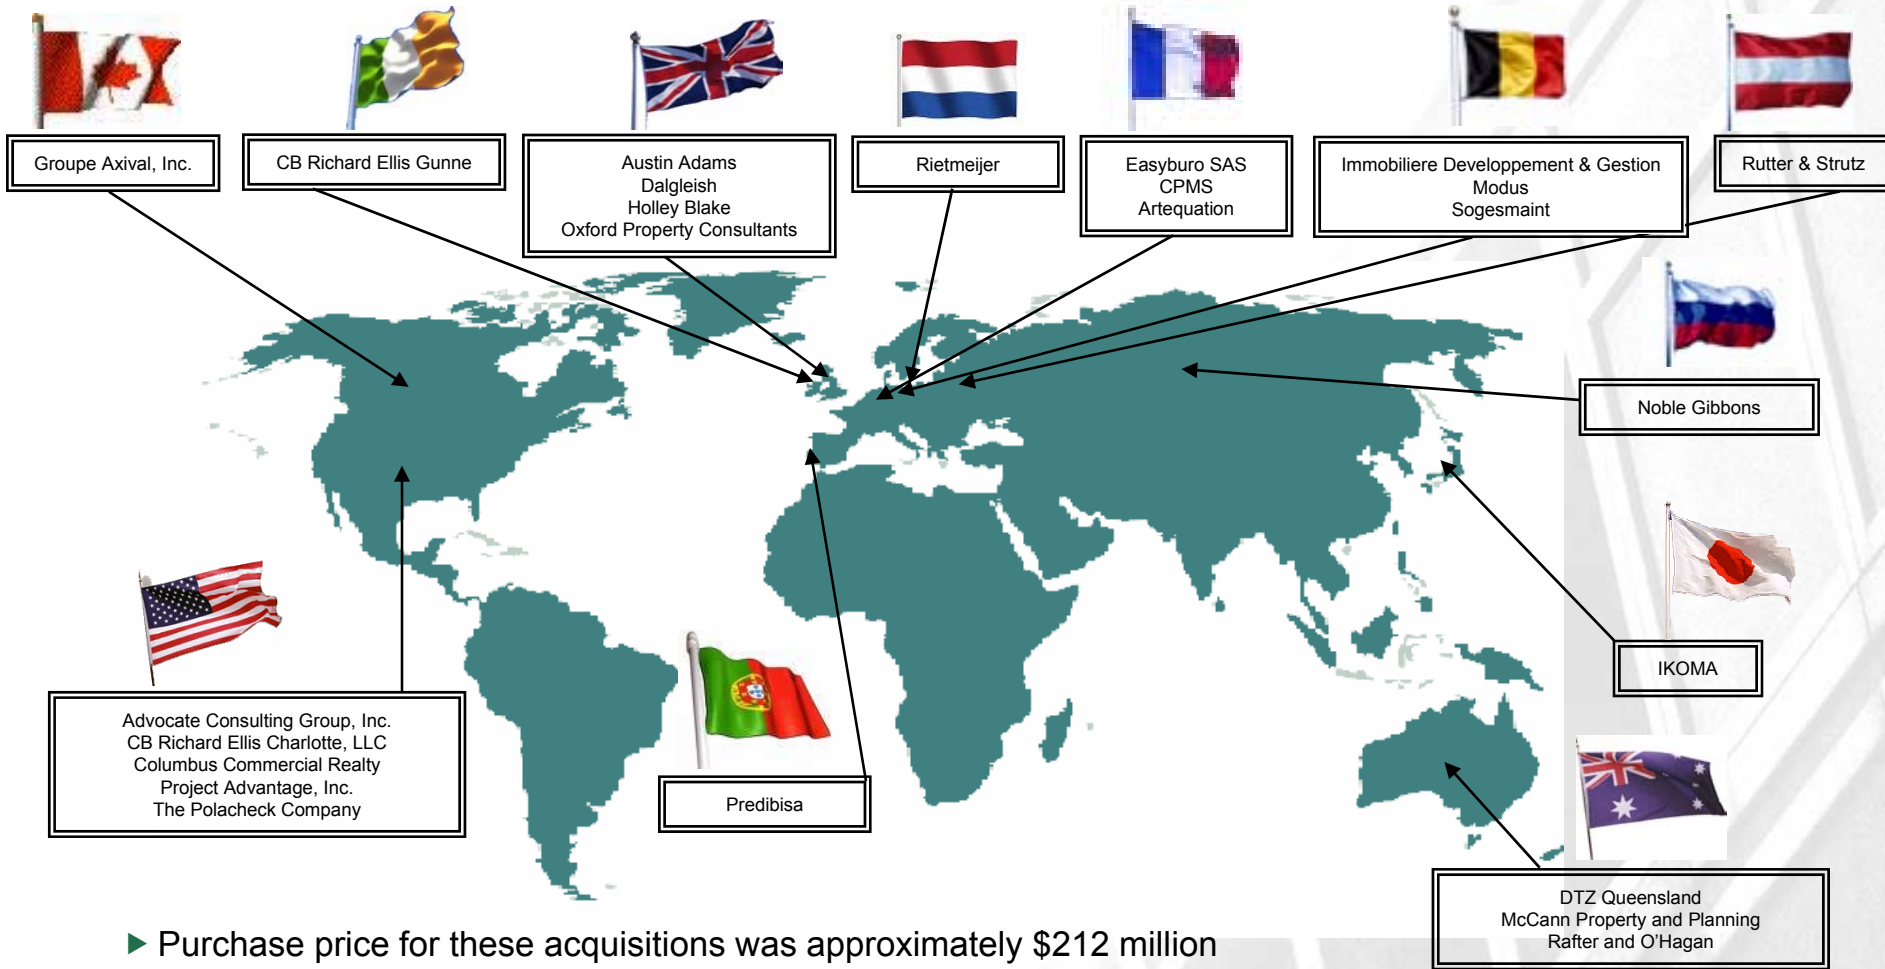 Groupe Axival, Inc.
CB Richard Ellis Gunne
Austin Adams
Dalgleish
Holley Blake
Oxford Property Consultants
Rietmeijer
Easyburo SAS
CPMS
Artequation
Immobiliere Developpement & Gestion
Modus
Sogesmaint
Rutter & Strutz
Noble Gibbons
IKOMA
Advocate Consulting Group, Inc.
CB Richard Ellis Charlotte, LLC
Columbus Commercial Realty
Project Advantage, Inc.
The Polacheck Company
Predibisa
DTZ Queensland
McCann Property and Planning
Rafter and O'Hagan
Purchase price for these acquisitions was approximately $212 million